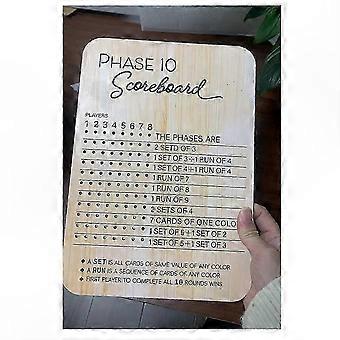 PHASE 10
Scoreboard
PLAYERS
1 2 3 4 5 6 7 8
THE PHASES ARE
2 SETD OF 3
1 SET OF 3+1 RUN OF 4
1 SET OF 4+1 RUN OF 4
1 RUN OF 7
1 RUN OF 8
1 RUN OF 9
2 SETS OF 4
7 CARDS OF ONE COLO
1 SET OF 5+1 SET OF 2
1 SET OF 5+1 SET OF 3
A SET IS ALL CARDS OF SAME VALUE OF ANY COLOR
A RUN IS A SEQUENCE OF CARDS OF ANY COLOR
FIRST PLAYER TO COMPLETE ALL 10 ROUNDS WINS